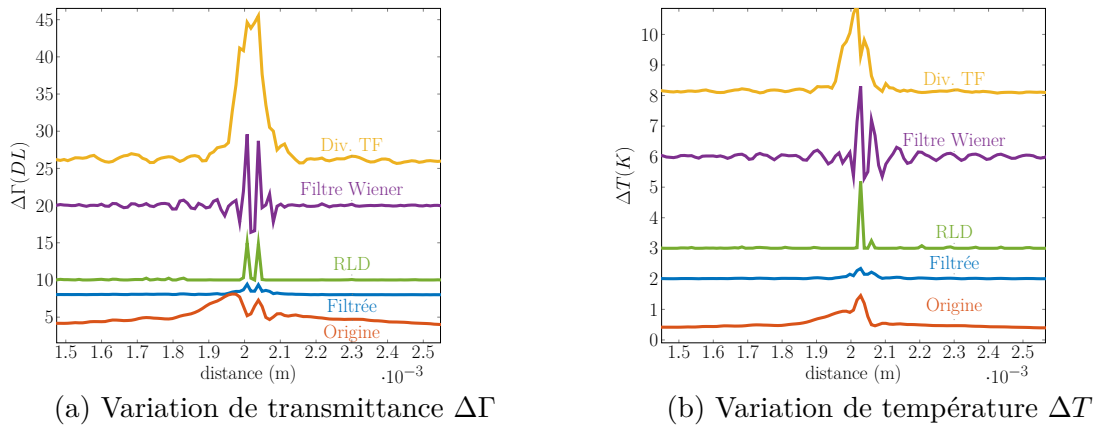 45
40
35
30
25
20
15
10
5
ΔΓ(DL)
Div. TF
Filtre Wiener
RLD
Filtrée
Origine
1.5 1.6 1.7 1.8 1.9 2 2.1 2.2 2.3 2.4 2.5
distance (m)
·10⁻³
(a) Variation de transmittance ΔΓ
10
9
8
7
6
5
4
3
2
1
0
ΔT(K)
Div. TF
Filtre Wiener
RLD
Filtrée
Origine
1.5 1.6 1.7 1.8 1.9 2 2.1 2.2 2.3 2.4 2.5
distance (m)
·10⁻³
(b) Variation de température ΔT